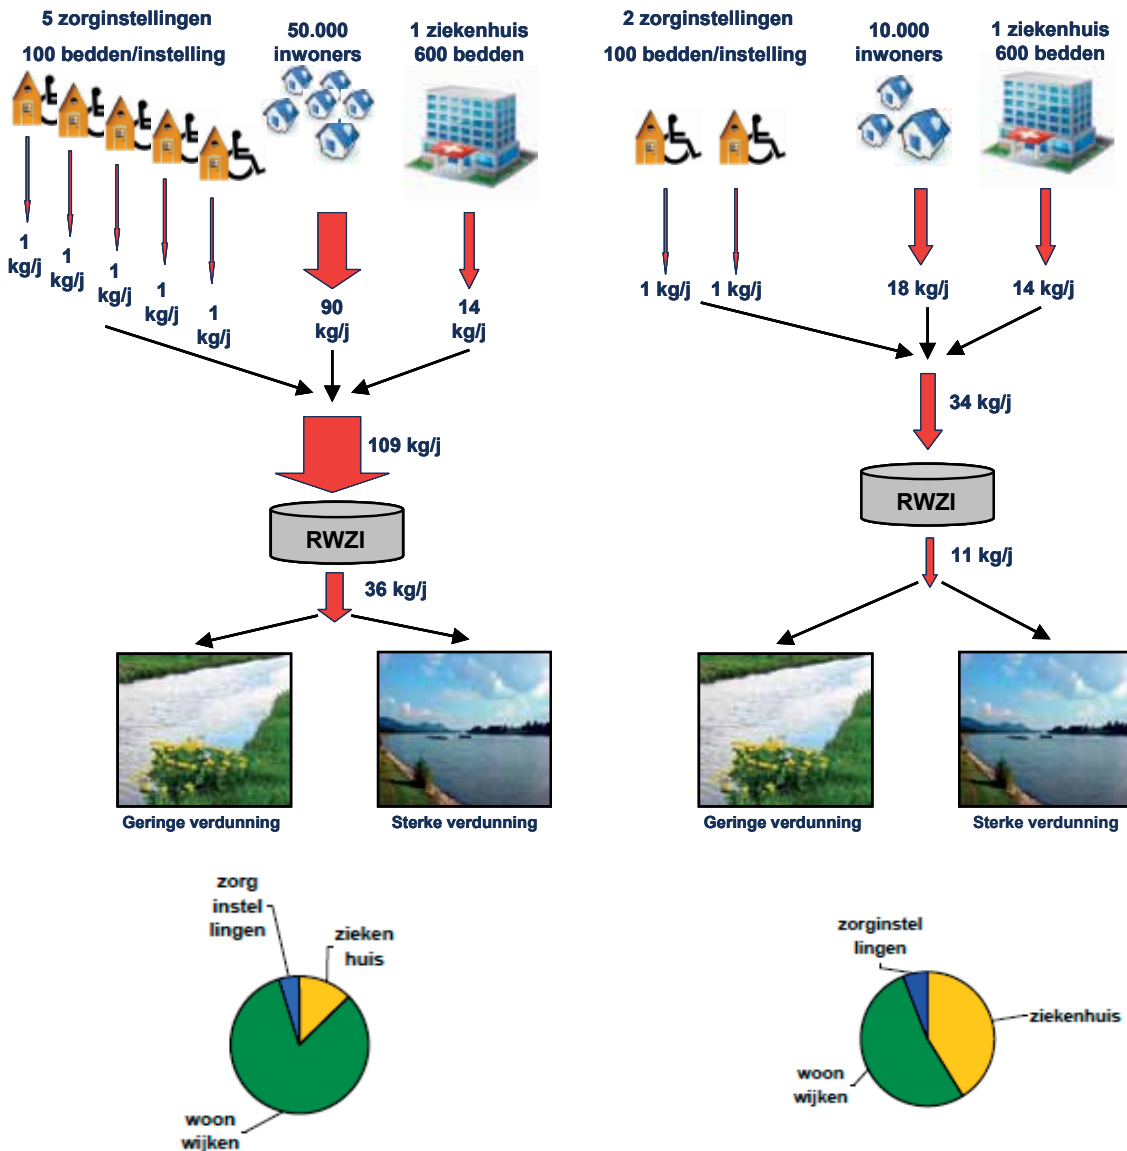 5 zorginstellingen
100 bedden/instelling
50.000
inwoners
1 ziekenhuis
600 bedden
1
kg/j
1
kg/j
1
kg/j
1
kg/j
1
kg/j
90
kg/j
14
kg/j
109 kg/j
RWZI
36 kg/j
Geringe verdunning
Sterke verdunning
zorg
instel
lingen
zieken
huis
woon
wijken
2 zorginstellingen
100 bedden/instelling
10.000
inwoners
1 ziekenhuis
600 bedden
1 kg/j
1 kg/j
18 kg/j
14 kg/j
34 kg/j
RWZI
11 kg/j
Geringe verdunning
Sterke verdunning
zorginstel
lingen
ziekenhuis
woon
wijken